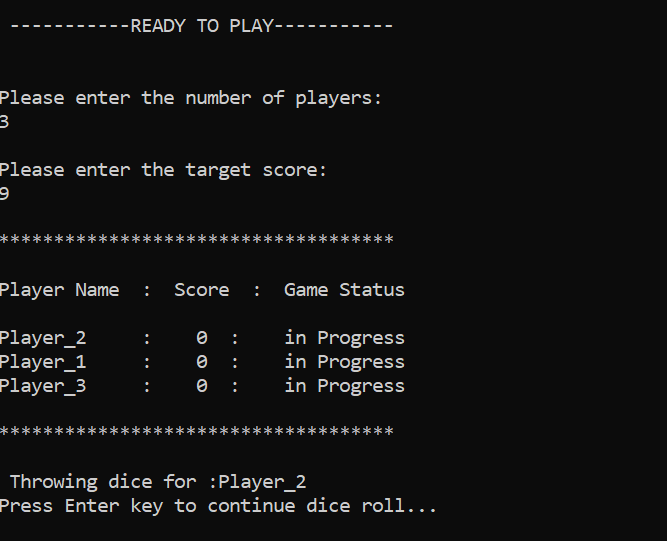 -----------READY TO PLAY-----------
Please enter the number of players:
3
Please enter the target score:
9
************************************
Player Name  :  Score  :  Game Status
Player_2     :    0  :    in Progress
Player_1     :    0  :    in Progress
Player_3     :    0  :    in Progress
************************************
Throwing dice for :Player_2
Press Enter key to continue dice roll...